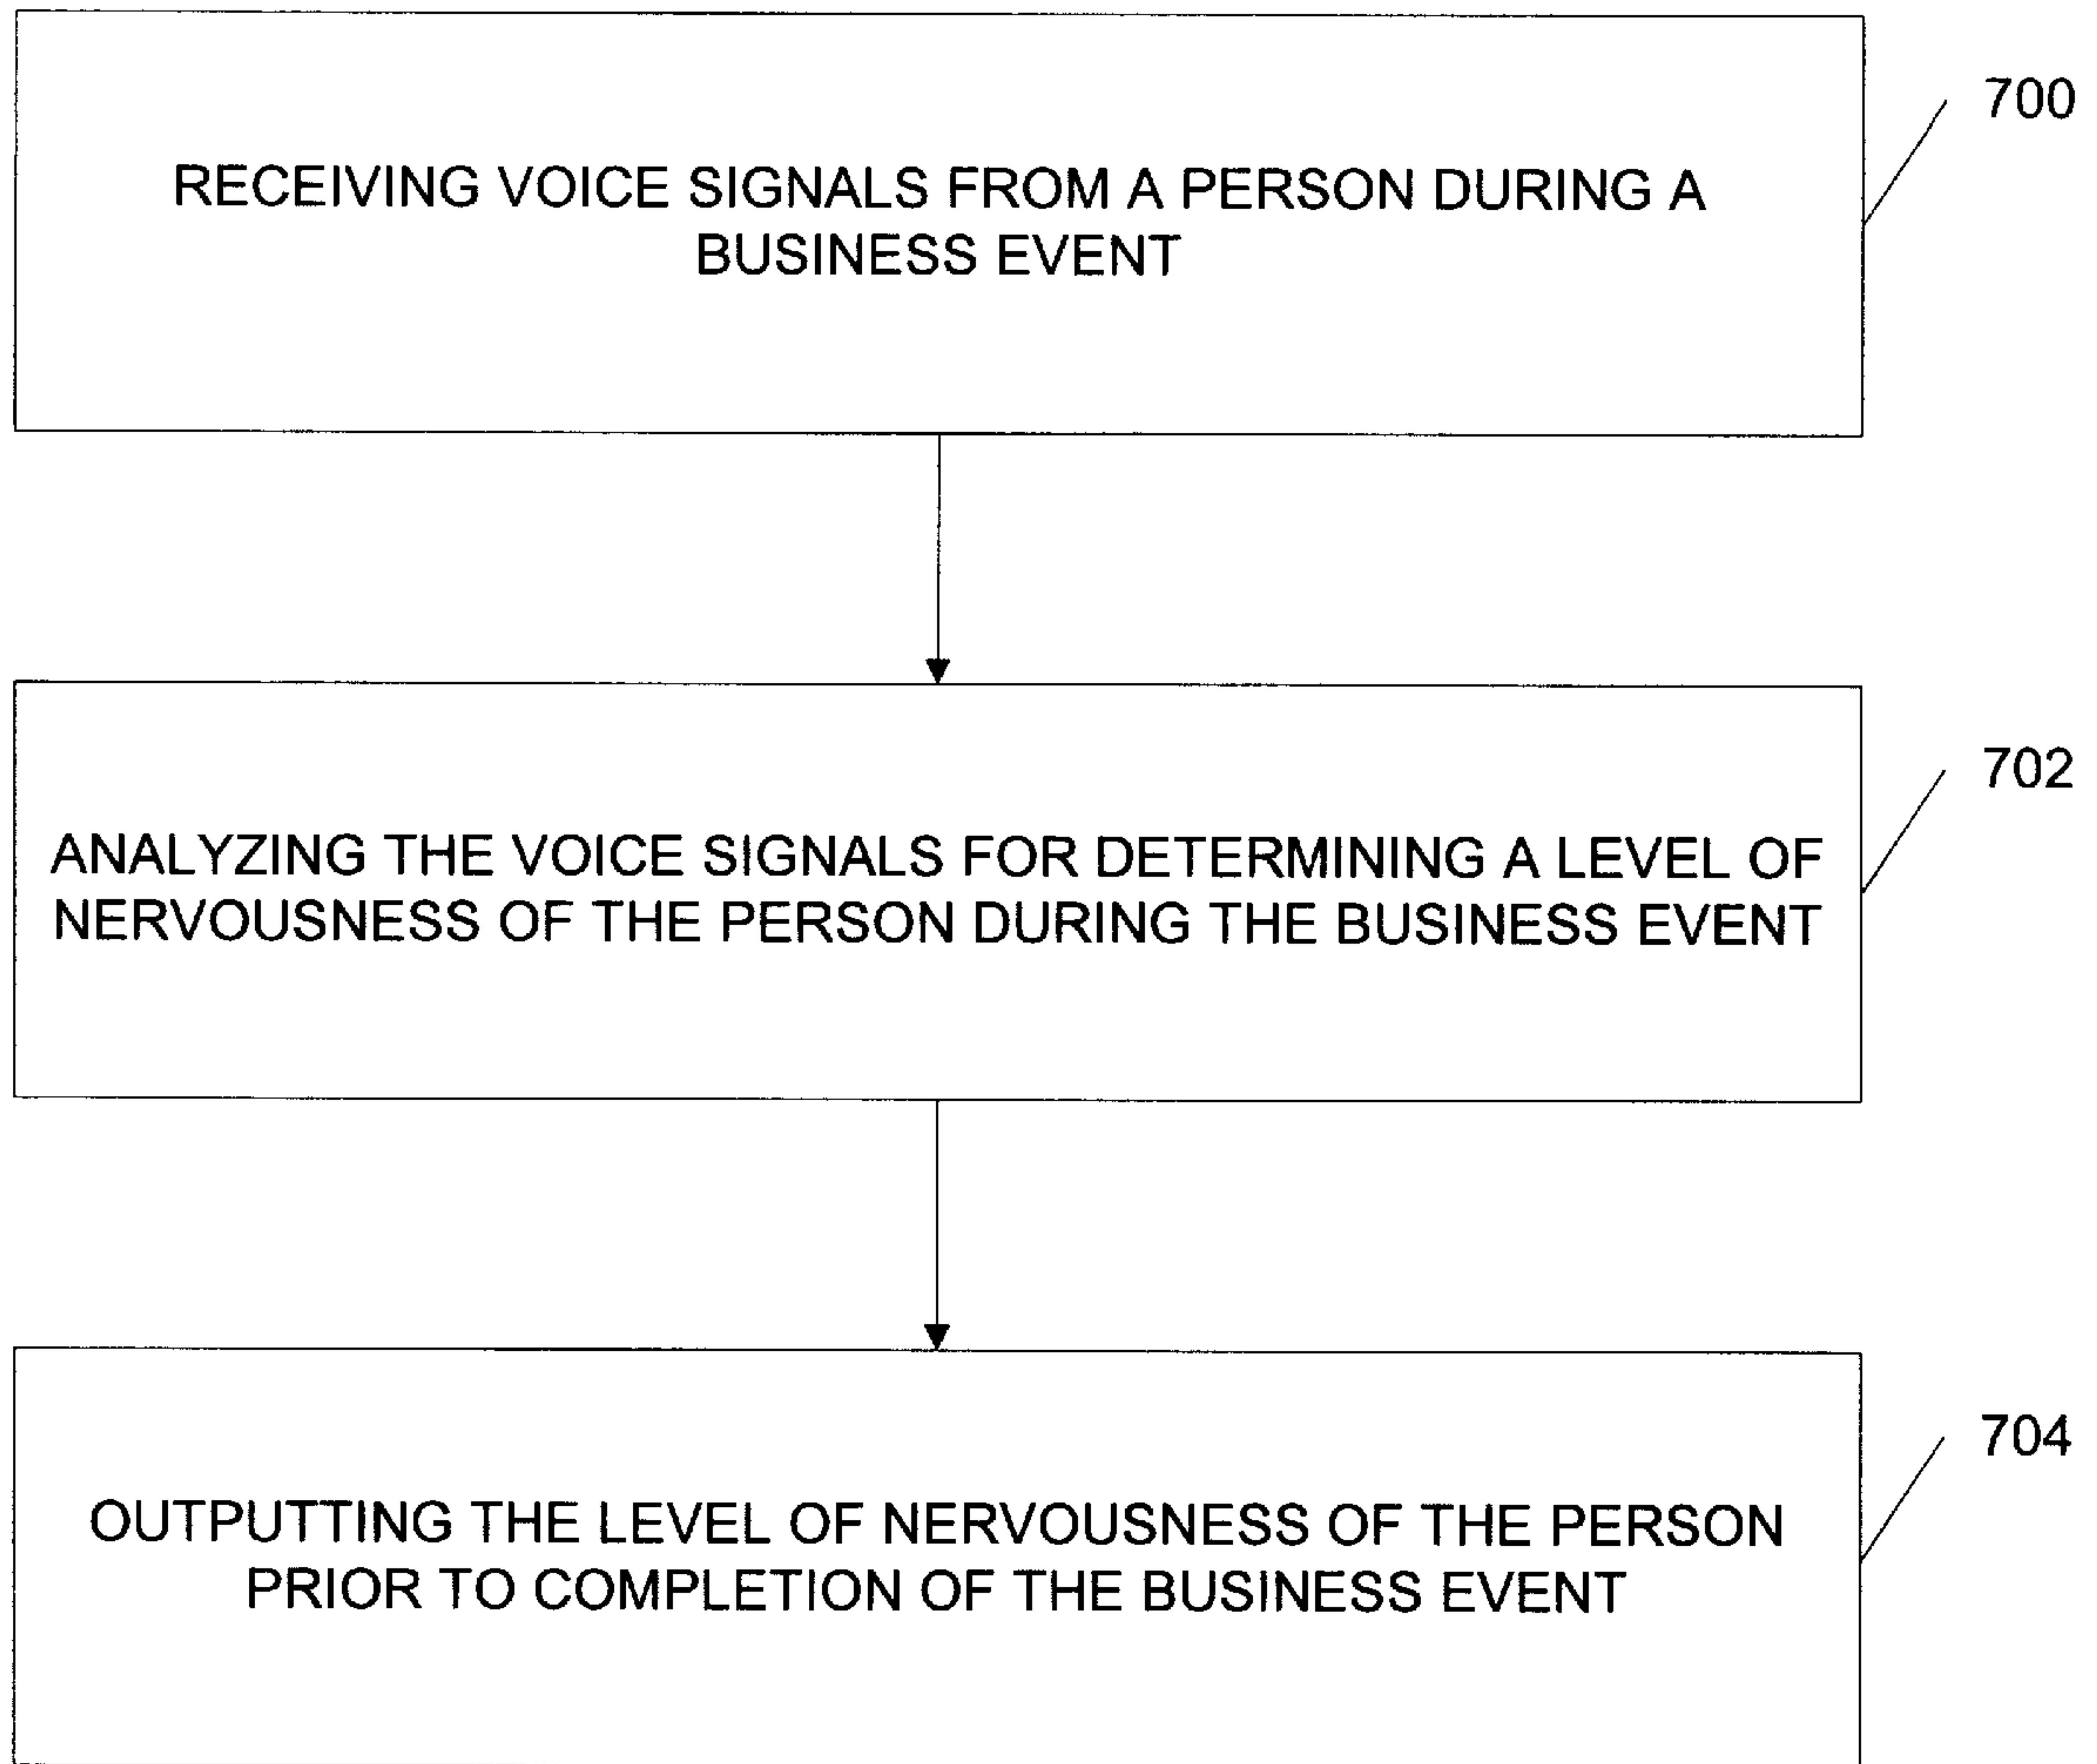 RECEIVING VOICE SIGNALS FROM A PERSON DURING A
BUSINESS EVENT
700
ANALYZING THE VOICE SIGNALS FOR DETERMINING A LEVEL OF
NERVOUSNESS OF THE PERSON DURING THE BUSINESS EVENT
702
OUTPUTTING THE LEVEL OF NERVOUSNESS OF THE PERSON
PRIOR TO COMPLETION OF THE BUSINESS EVENT
704